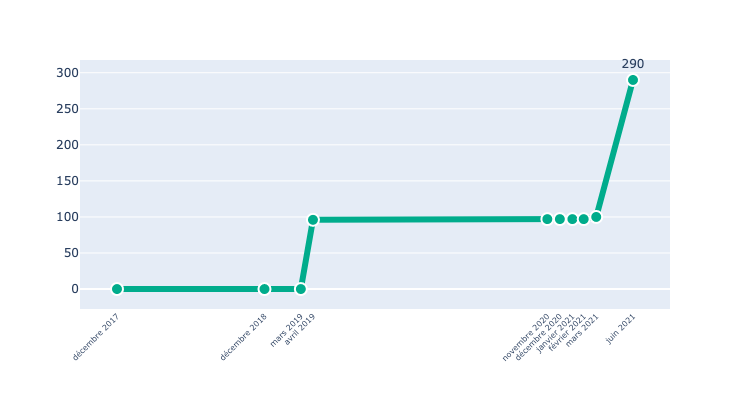 290
300
250
200
150
100
50
0
décembre 2017
décembre 2018
mars 2019
avril 2019
novembre 2020
décembre 2020
janvier 2021
février 2021
mars 2021
juin 2021